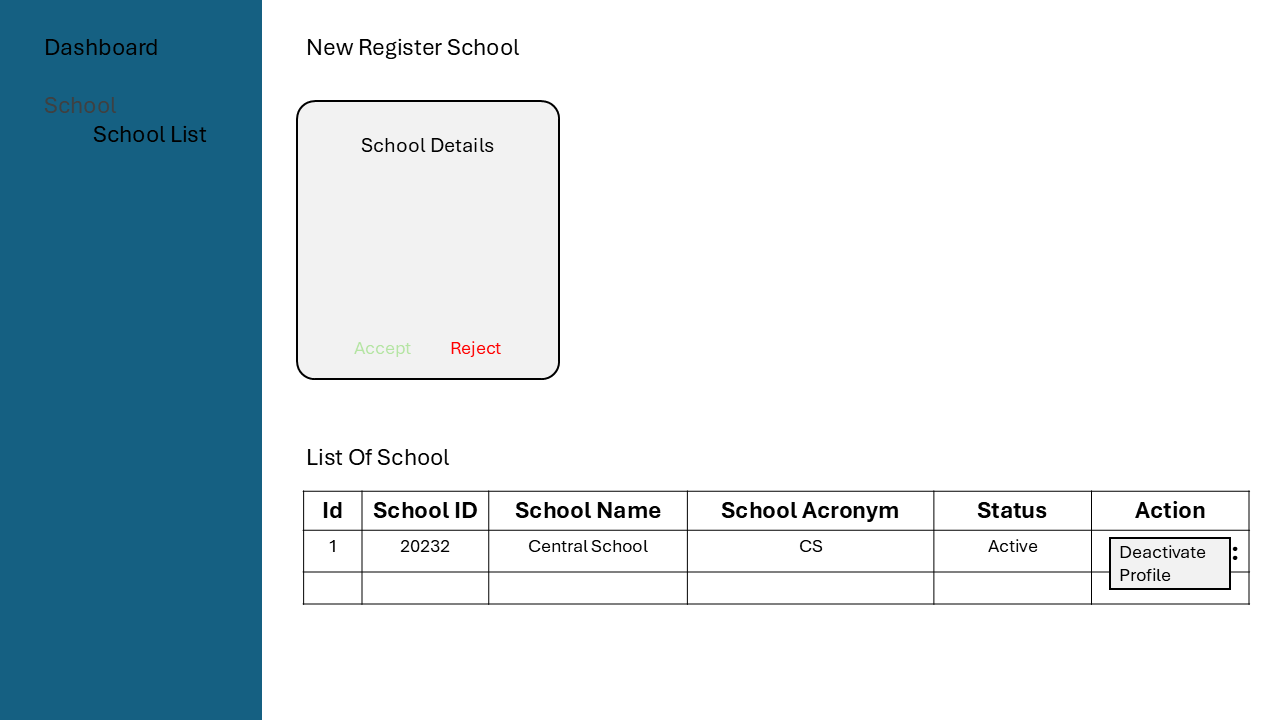 Dashboard
School
School List
New Register School
School Details
Accept Reject
List Of School
Id School ID School Name School Acronym Status Action
1 20232 Central School CS Active :
Deactivate
Profile